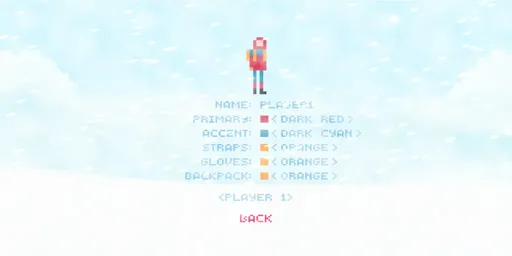 NAME: PLAYER1
PRIMARY: < DARK RED >
ACCENT: < DARK CYAN >
STRAPS: < ORANGE >
GLOVES: < ORANGE >
BACKPACK: < ORANGE >
<PLAYER 1>
BACK